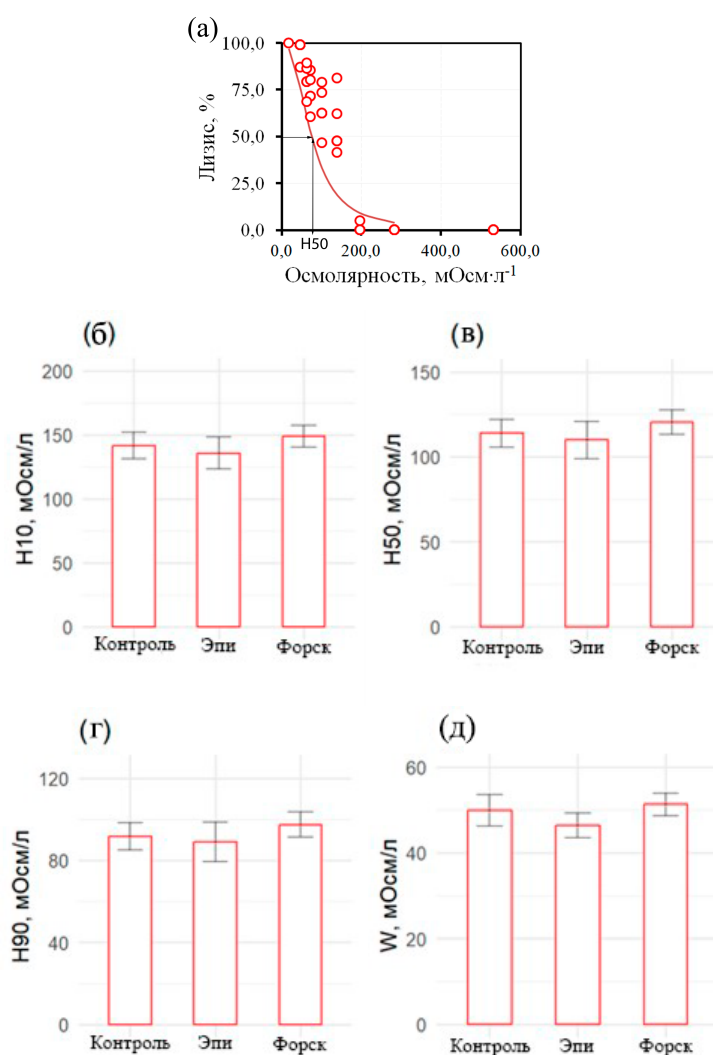 (а)
100,0
75,0
50,0
25,0
0,0
Лизис, %
0,0
H50
200,0
400,0
600,0
Осмолярность, мОсм·л⁻¹
(б)
200
150
100
50
0
H10, мОсм/л
Контроль
Эпи
Форск
(в)
150
100
50
0
H50, мОсм/л
Контроль
Эпи
Форск
(г)
120
80
40
0
H90, мОсм/л
Контроль
Эпи
Форск
(д)
60
40
20
0
W, мОсм/л
Контроль
Эпи
Форск